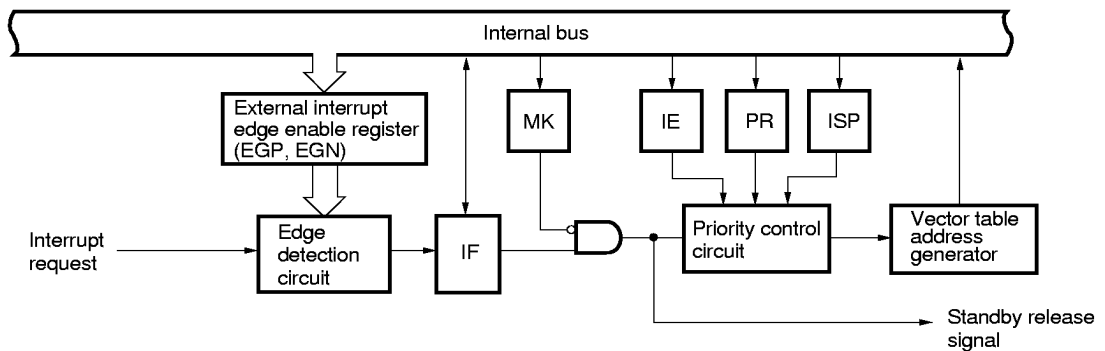 Internal bus
External interrupt
edge enable register
(EGP, EGN)
MK
IE
PR
ISP
Interrupt
request
Edge
detection
circuit
IF
Priority control
circuit
Vector table
address
generator
Standby release
signal